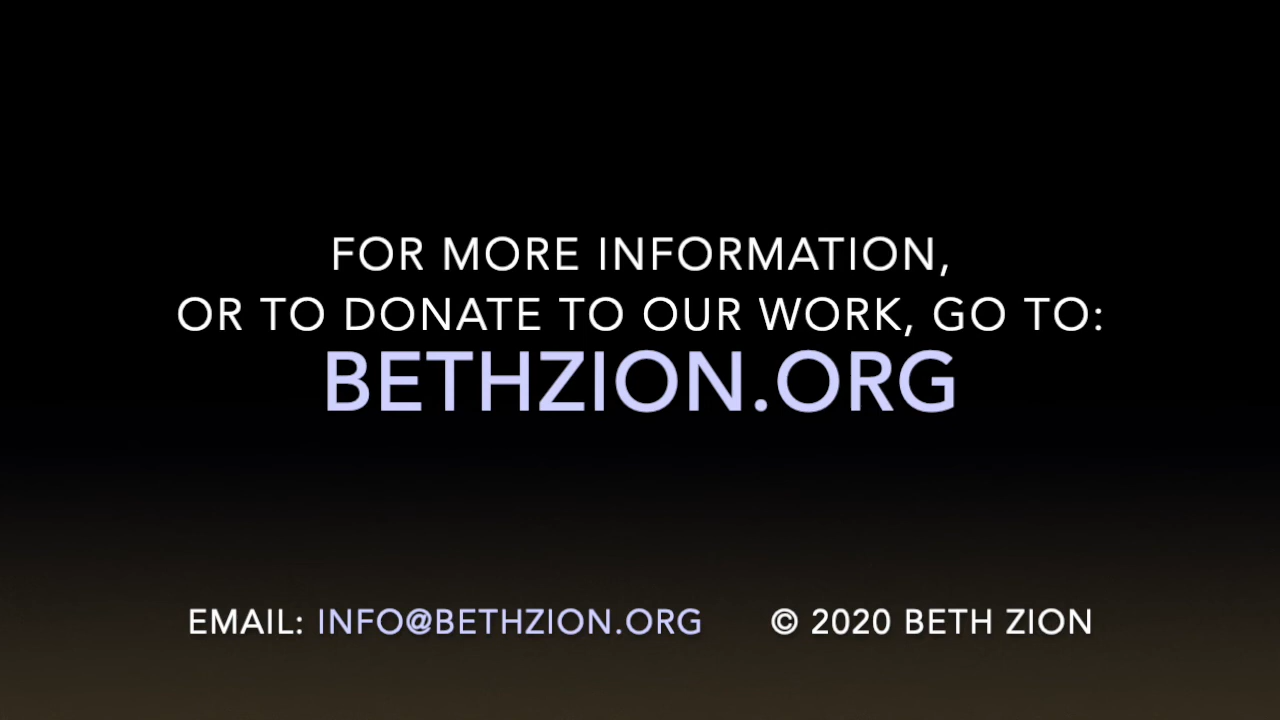 FOR MORE INFORMATION,
OR TO DONATE TO OUR WORK, GO TO:
BETHZION.ORG
EMAIL: INFO@BETHZION.ORG © 2020 BETH ZION